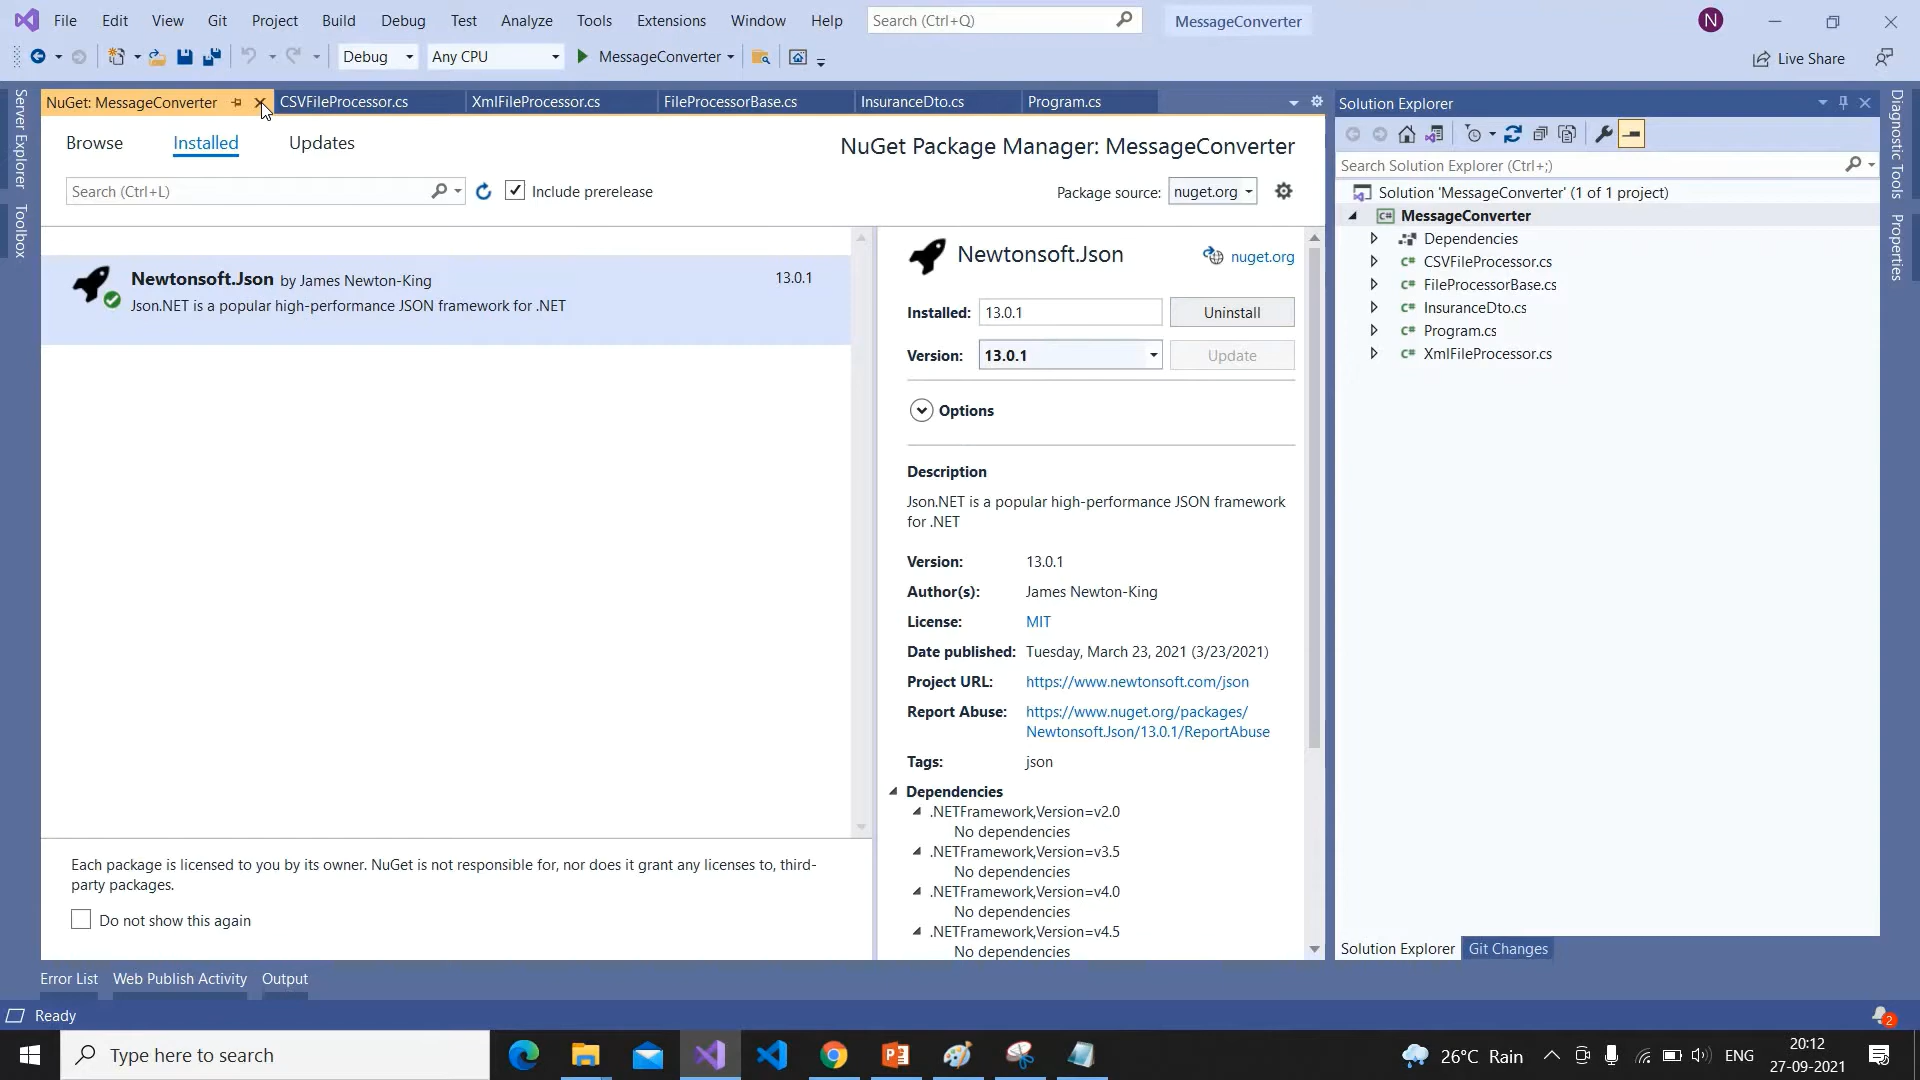 File Edit View Git Project Build Debug Test Analyze Tools Extensions Window Help Search (Ctrl+Q) MessageConverter N
Debug Any CPU MessageConverter Live Share
NuGet: MessageConverter CSVFileProcessor.cs XmlFileProcessor.cs FileProcessorBase.cs InsuranceDto.cs Program.cs
Server Explorer
Toolbox
Browse Installed Updates NuGet Package Manager: MessageConverter
Search (Ctrl+L) Include prerelease Package source: nuget.org
Newtonsoft.Json by James Newton-King 13.0.1
Json.NET is a popular high-performance JSON framework for .NET
Each package is licensed to you by its owner. NuGet is not responsible for, nor does it grant any licenses to, third-
party packages.
Do not show this again
Newtonsoft.Json nuget.org
Installed: 13.0.1 Uninstall
Version: 13.0.1 Update
Options
Description
Json.NET is a popular high-performance JSON framework
for .NET
Version: 13.0.1
Author(s): James Newton-King
License: MIT
Date published: Tuesday, March 23, 2021 (3/23/2021)
Project URL: https://www.newtonsoft.com/json
Report Abuse: https://www.nuget.org/packages/
Newtonsoft.Json/13.0.1/ReportAbuse
Tags: json
Dependencies
.NETFramework,Version=v2.0
No dependencies
.NETFramework,Version=v3.5
No dependencies
.NETFramework,Version=v4.0
No dependencies
.NETFramework,Version=v4.5
No dependencies
Solution Explorer
Search Solution Explorer (Ctrl+;)
Solution 'MessageConverter' (1 of 1 project)
C# MessageConverter
Dependencies
C# CSVFileProcessor.cs
C# FileProcessorBase.cs
C# InsuranceDto.cs
C# Program.cs
C# XmlFileProcessor.cs
Solution Explorer Git Changes
Diagnostic Tools
Properties
Error List Web Publish Activity Output
Ready 2
Type here to search 26°C Rain ENG 20:12
27-09-2021